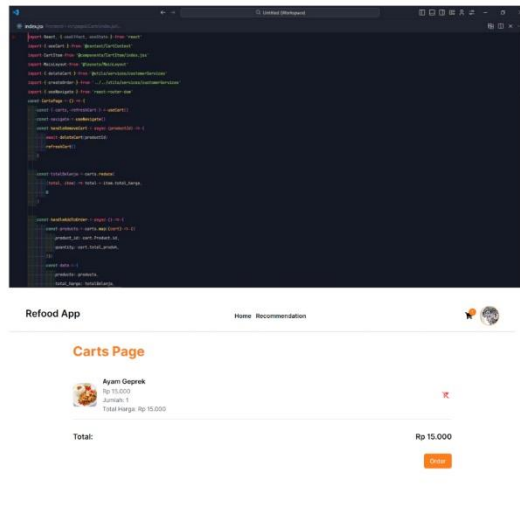 Untitled (Workspace)
index.jsx
import React, { useEffect, useState } from 'react'
import { useCart } from '@context/CartContext'
import CartItem from '@components/CartItem/index.jsx'
import MainLayout from '@layouts/MainLayout'
import { deleteCart } from '@utils/services/customerServices'
import { createOrder } from '../../utils/services/customerServices'
import { useNavigate } from 'react-router-dom'
const CartsPage = () => {
const { carts, refreshCart } = useCart()
const navigate = useNavigate()
const handleRemoveCart = async (productId) => {
await deleteCart(productId)
refreshCart()
}
const totalBelanja = carts.reduce(
(total, item) => total + item.total_harga,
0
)
const handleAddToOrder = async () => {
const products = carts.map((cart) => ({
product_id: cart.Product.id,
quantity: cart.total_produk,
}))
const data = {
products: products,
total_harga: totalBelanja,
Refood App
Home Recommendation
Carts Page
Ayam Geprek
Rp 15.000
Jumlah: 1
Total Harga: Rp 15.000
Total: Rp 15.000
Order